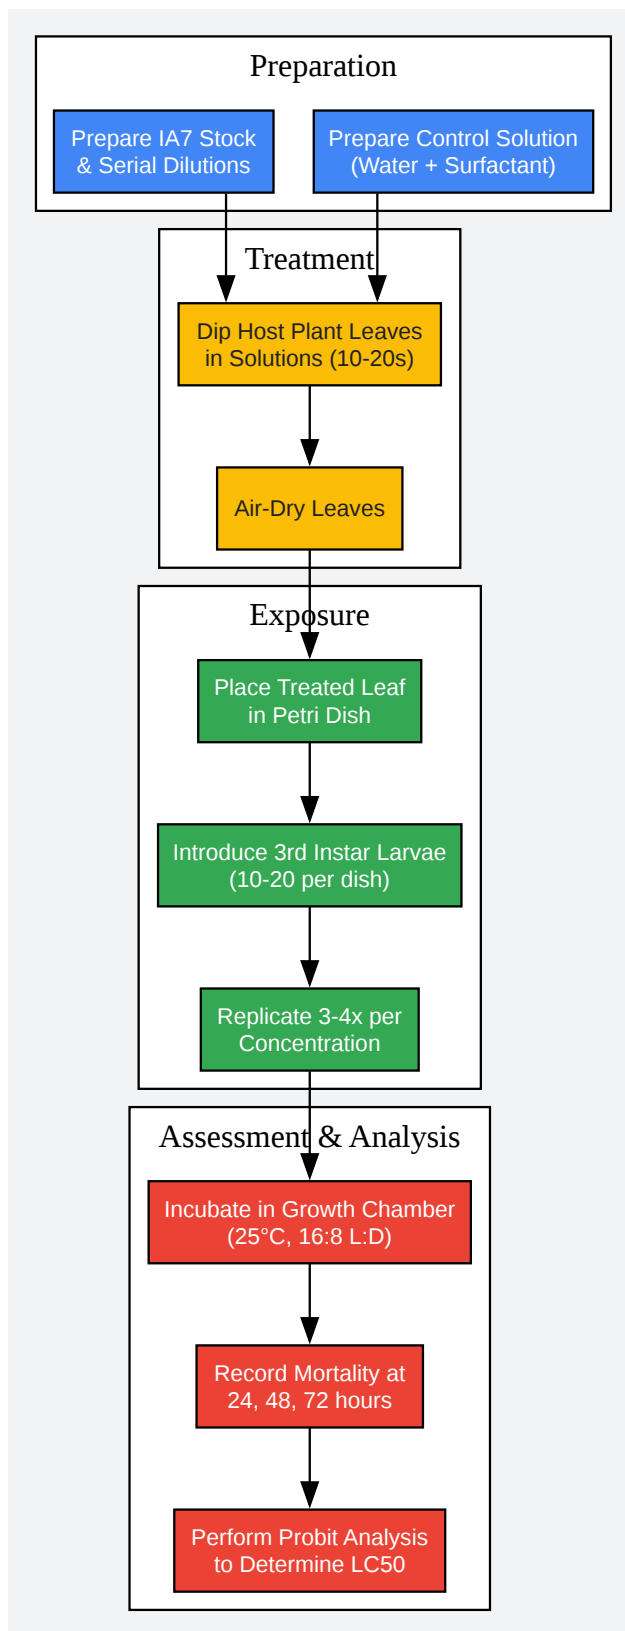 Preparation
Prepare IA7 Stock
& Serial Dilutions
Prepare Control Solution
(Water + Surfactant)
Treatment
Dip Host Plant Leaves
in Solutions (10-20s)
Air-Dry Leaves
Exposure
Place Treated Leaf
in Petri Dish
Introduce 3rd Instar Larvae
(10-20 per dish)
Replicate 3-4x per
Concentration
Assessment & Analysis
Incubate in Growth Chamber
(25°C, 16:8 L:D)
Record Mortality at
24, 48, 72 hours
Perform Probit Analysis
to Determine LC50